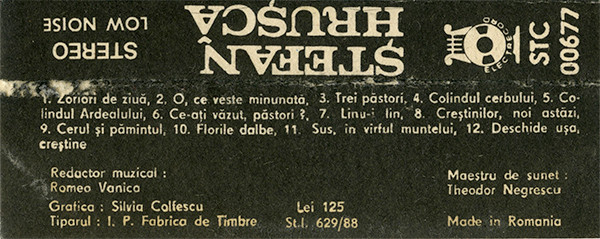 STEREO
LOW NOISE
ȘTEFAN
HRUȘCĂ
ELECTRECORD
STC
00677
1. Zoriori de ziuă, 2. O, ce veste minunată, 3. Trei păstori, 4. Colindul cerbului, 5. Co-
lindul Ardealului, 6. Ce-ați văzut, păstori ?, 7. Linu-i lin, 8. Creștinilor, noi astăzi,
9. Cerul și pămîntul, 10. Florile dalbe, 11. Sus, în vîrful muntelui, 12. Deschide ușa,
creștine
Redactor muzical :
Romeo Vanica
Maestru de sunet :
Theodor Negrescu
Grafica : Silvia Colfescu
Lei 125
Tiparul : I. P. Fabrica de Timbre
St.I. 629/88
Made in Romania